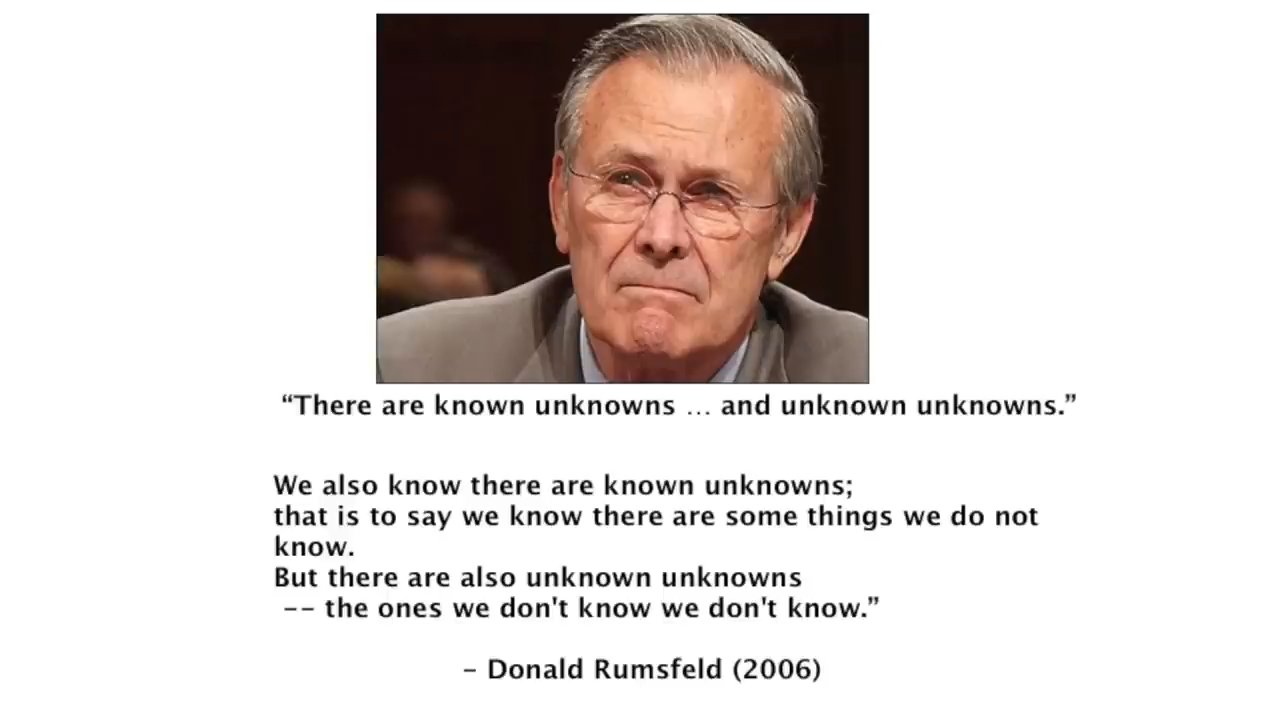 “There are known unknowns … and unknown unknowns.”
We also know there are known unknowns;
that is to say we know there are some things we do not
know.
But there are also unknown unknowns
-- the ones we don't know we don't know.”
– Donald Rumsfeld (2006)